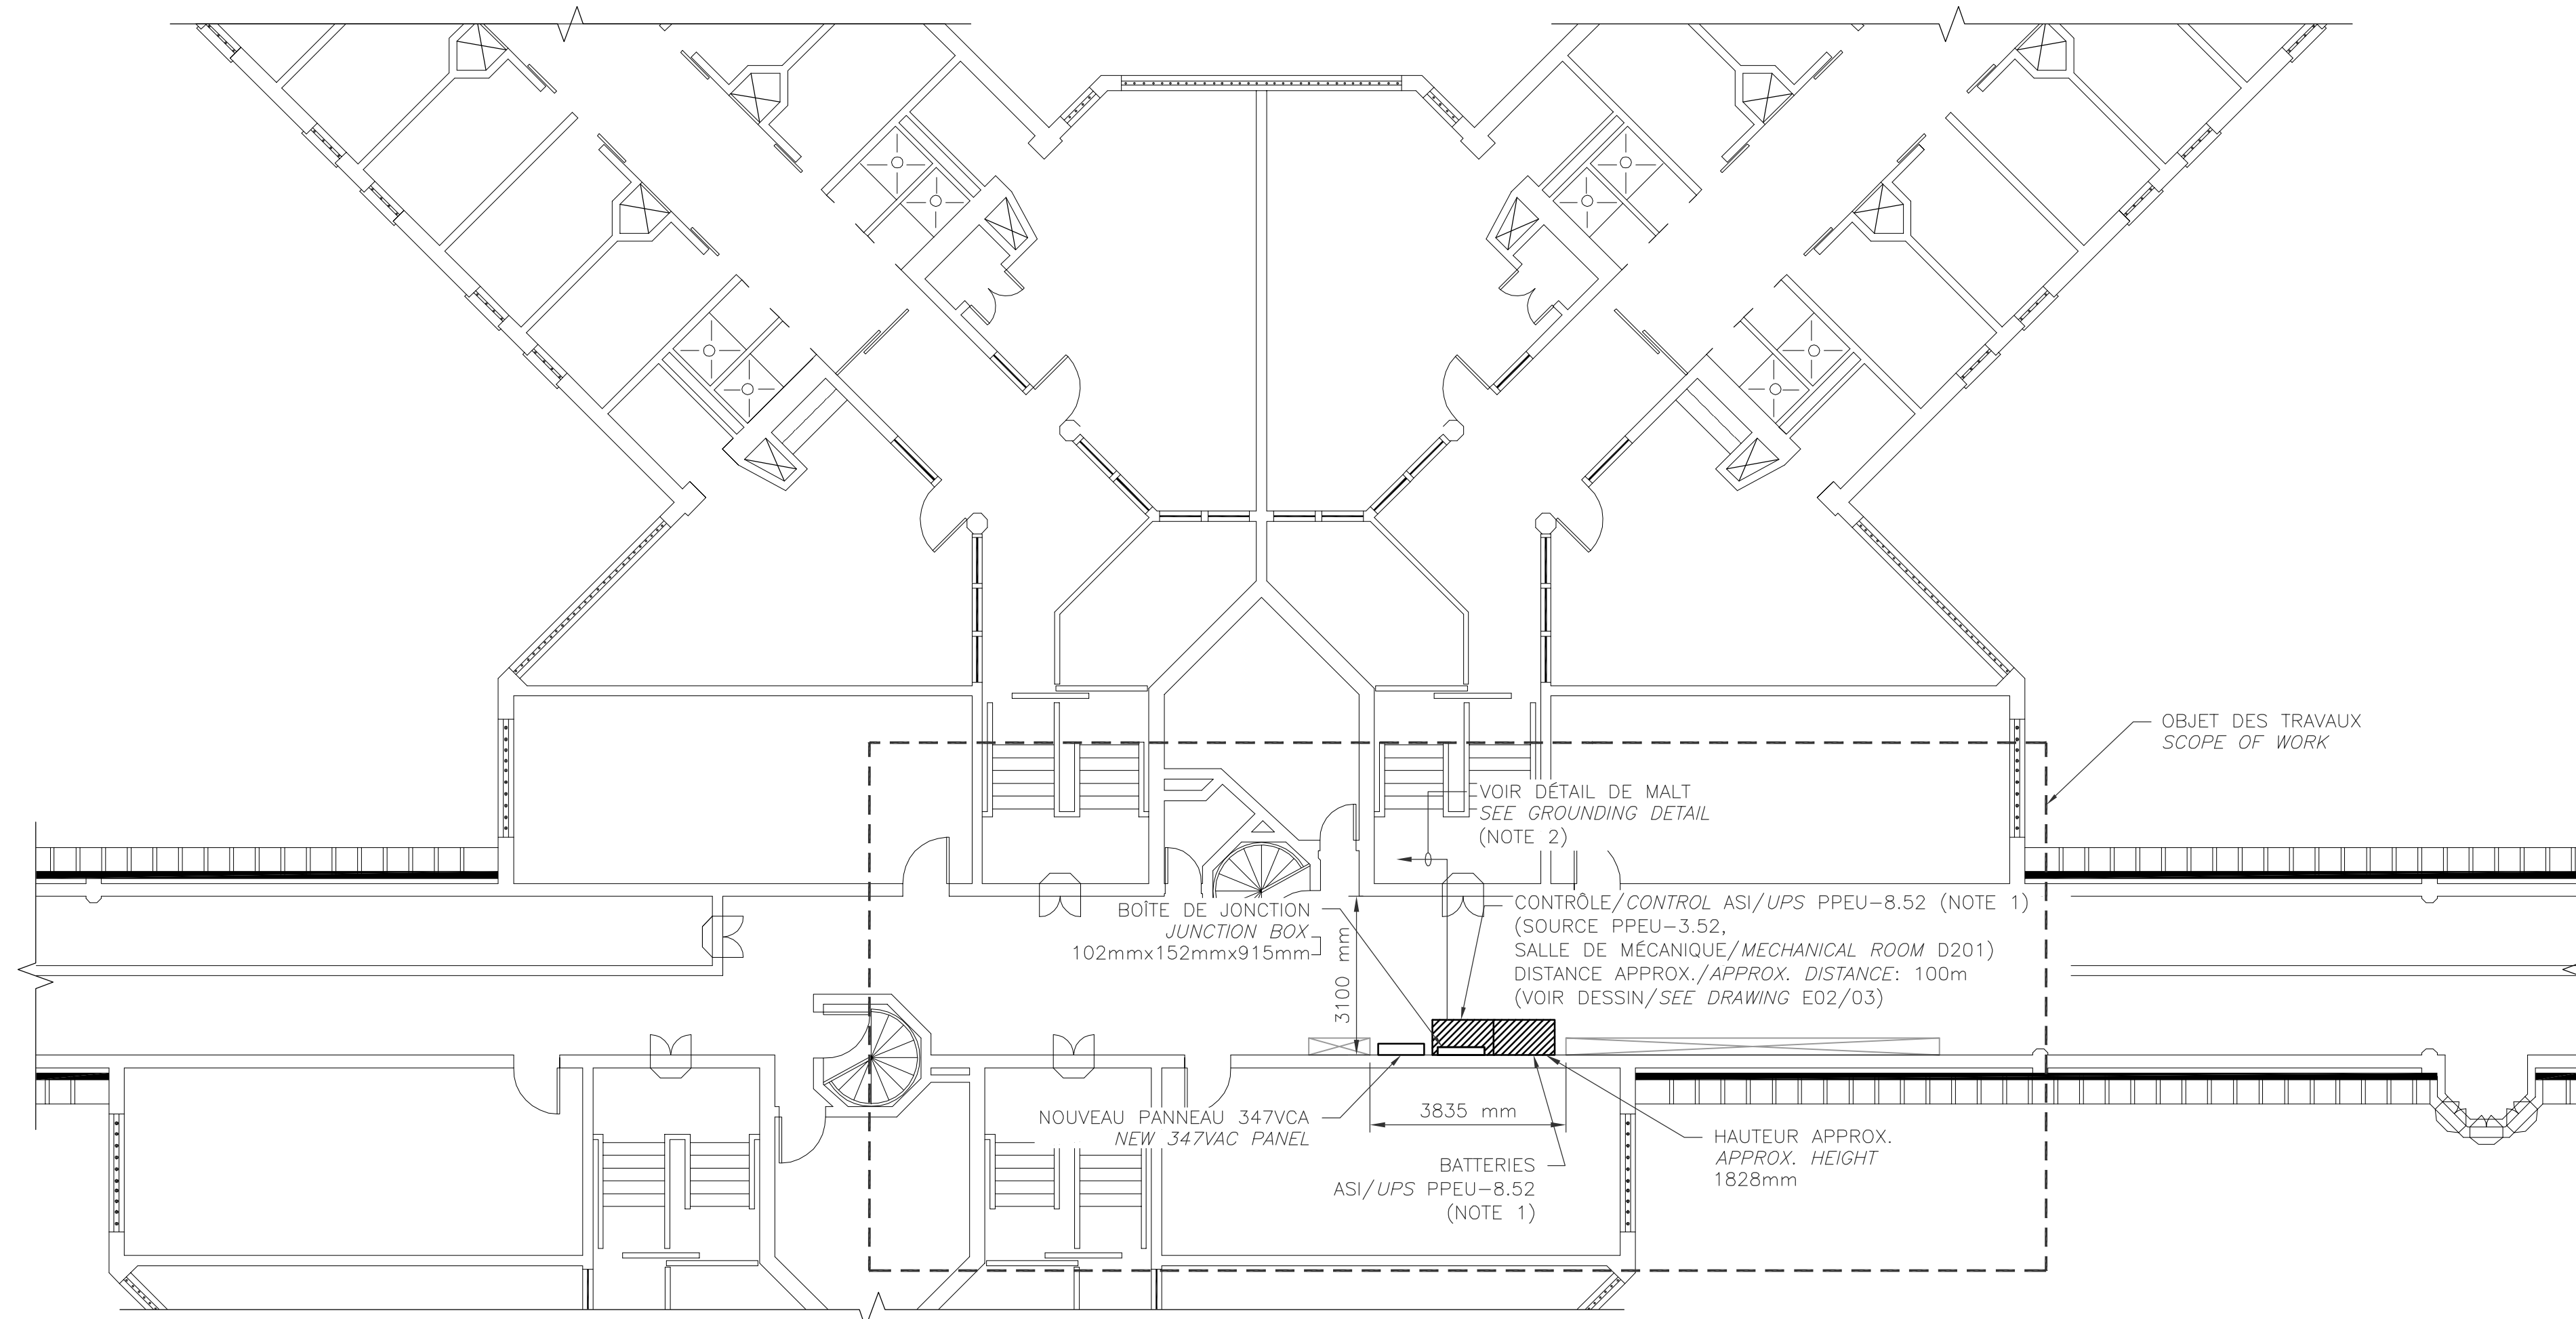 OBJET DES TRAVAUX
SCOPE OF WORK
VOIR DÉTAIL DE MALT
SEE GROUNDING DETAIL
(NOTE 2)
BOÎTE DE JONCTION
JUNCTION BOX
102mmx152mmx915mm
3100 mm
CONTRÔLE/CONTROL ASI/UPS PPEU-8.52 (NOTE 1)
(SOURCE PPEU-3.52,
SALLE DE MÉCANIQUE/MECHANICAL ROOM D201)
DISTANCE APPROX./APPROX. DISTANCE: 100m
(VOIR DESSIN/SEE DRAWING E02/03)
NOUVEAU PANNEAU 347VCA
NEW 347VAC PANEL
3835 mm
BATTERIES
ASI/UPS PPEU-8.52
(NOTE 1)
HAUTEUR APPROX.
APPROX. HEIGHT
1828mm